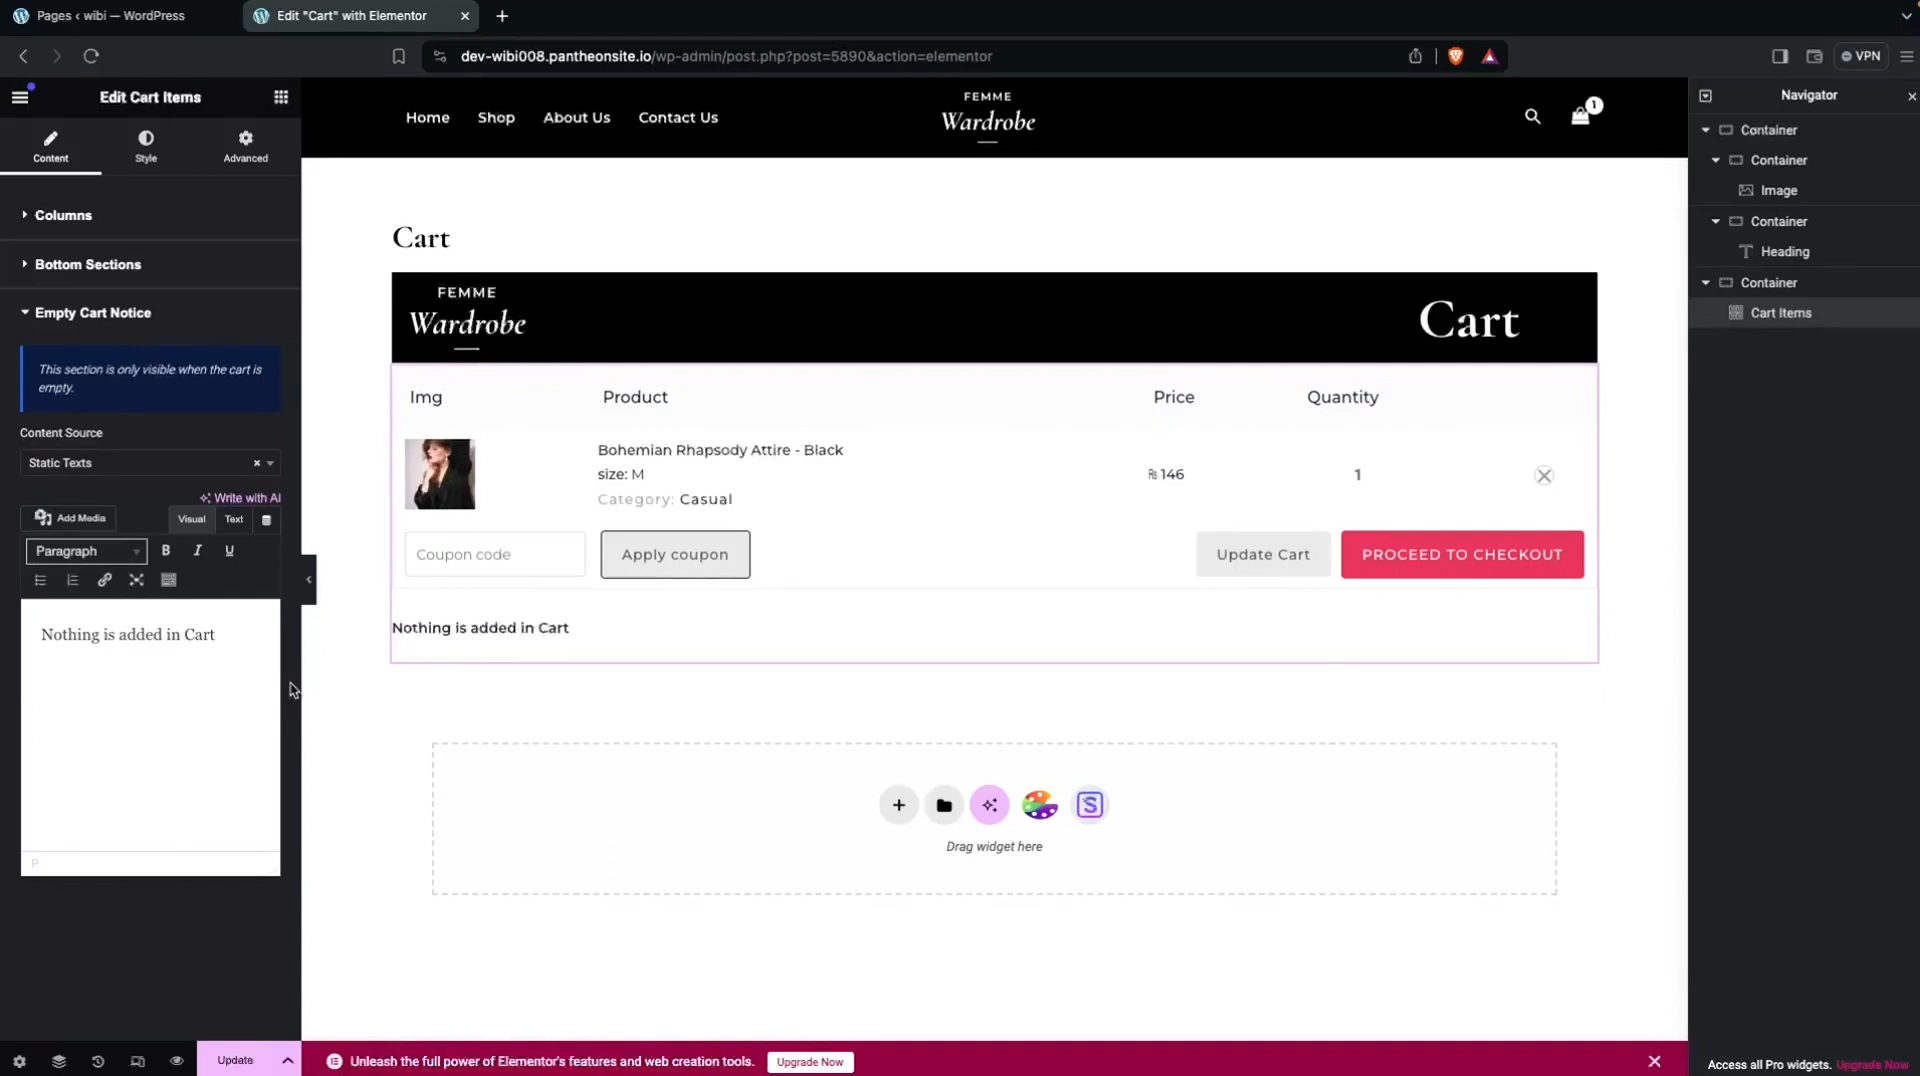 Pages ‹ wibi — WordPress
Edit "Cart" with Elementor
dev-wibi008.pantheonsite.io/wp-admin/post.php?post=5890&action=elementor
VPN
Edit Cart Items
Content
Style
Advanced
Columns
Bottom Sections
Empty Cart Notice
This section is only visible when the cart is
empty.
Content Source
Static Texts
Write with AI
Add Media
Visual
Text
Paragraph
B I U
Nothing is added in Cart
P
Update
Home
Shop
About Us
Contact Us
FEMME
Wardrobe
1
Cart
FEMME
Wardrobe
Cart
Img
Product
Price
Quantity
Bohemian Rhapsody Attire - Black
size: M
Category: Casual
₨ 146
1
Coupon code
Apply coupon
Update Cart
PROCEED TO CHECKOUT
Nothing is added in Cart
S
Drag widget here
Unleash the full power of Elementor's features and web creation tools.
Upgrade Now
Navigator
Container
Container
Image
Container
Heading
Container
Cart Items
Access all Pro widgets. Upgrade Now